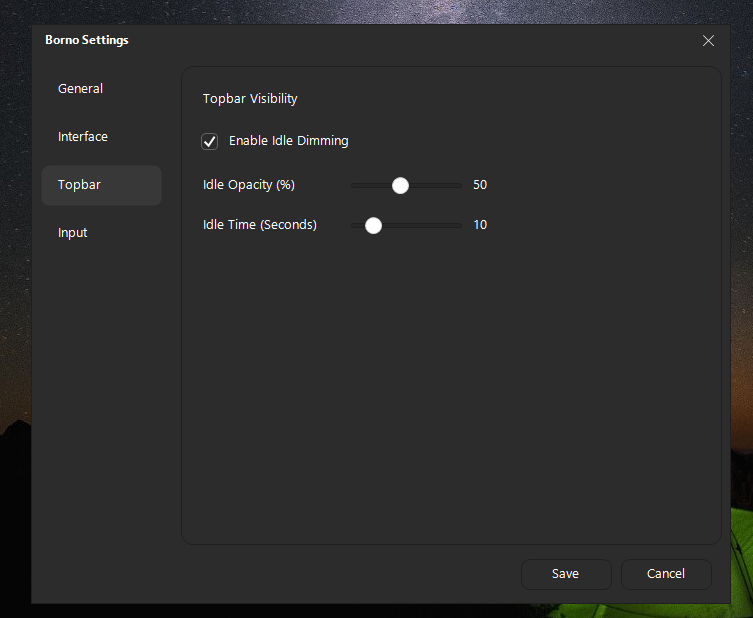 Borno Settings
General
Interface
Topbar
Input
Topbar Visibility
Enable Idle Dimming
Idle Opacity (%) 50
Idle Time (Seconds) 10
Save Cancel